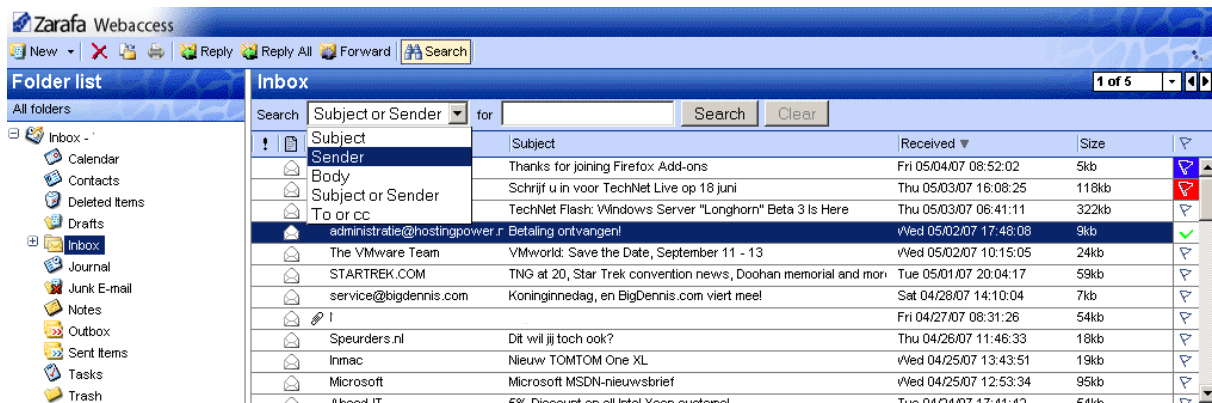 Zarafa Webaccess
New Reply Reply All Forward Search
Folder list
All folders
Inbox -
Calendar
Contacts
Deleted Items
Drafts
Inbox
Journal
Junk E-mail
Notes
Outbox
Sent Items
Tasks
Trash
Inbox 1 of 5
Search Subject or Sender for Search Clear
Subject
Sender
Body
Subject or Sender
To or cc
! Subject Received Size
Thanks for joining Firefox Add-ons Fri 05/04/07 08:52:02 5kb
Schrijf u in voor TechNet Live op 18 juni Thu 05/03/07 16:08:25 118kb
TechNet Flash: Windows Server "Longhorn" Beta 3 Is Here Thu 05/03/07 06:41:11 322kb
administratie@hostingpower.r Betaling ontvangen! Wed 05/02/07 17:48:08 9kb
The VMware Team VMworld: Save the Date, September 11 - 13 Wed 05/02/07 10:15:05 24kb
STARTREK.COM TNG at 20, Star Trek convention news, Doohan memorial and more Tue 05/01/07 20:04:17 59kb
service@bigdennis.com Koninginnedag, en BigDennis.com viert mee! Sat 04/28/07 14:10:04 7kb
Fri 04/27/07 08:31:26 54kb
Speurders.nl Dit wil jij toch ook? Thu 04/26/07 11:46:33 18kb
Inmac Nieuw TOMTOM One XL Wed 04/25/07 13:43:51 19kb
Microsoft Microsoft MSDN-nieuwsbrief Wed 04/25/07 12:53:34 95kb